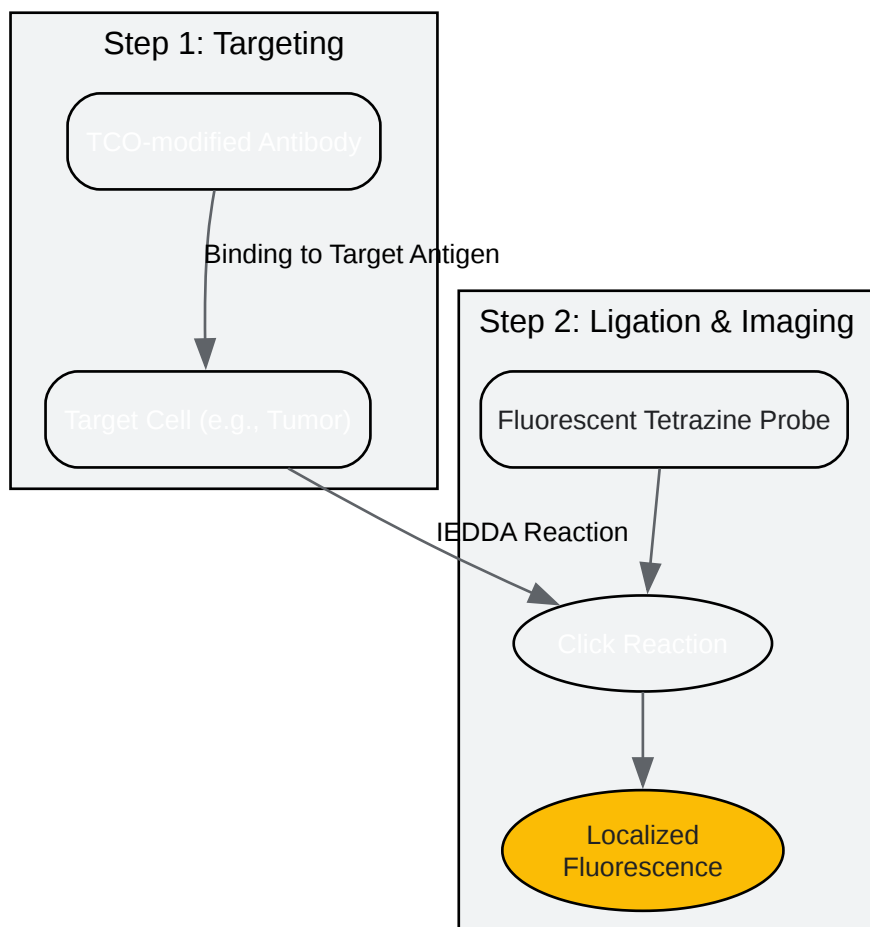 Step 1: Targeting
TCO-modified Antibody
Binding to Target Antigen
Target Cell (e.g., Tumor)
Step 2: Ligation & Imaging
Fluorescent Tetrazine Probe
IEDDA Reaction
Click Reaction
Localized
Fluorescence